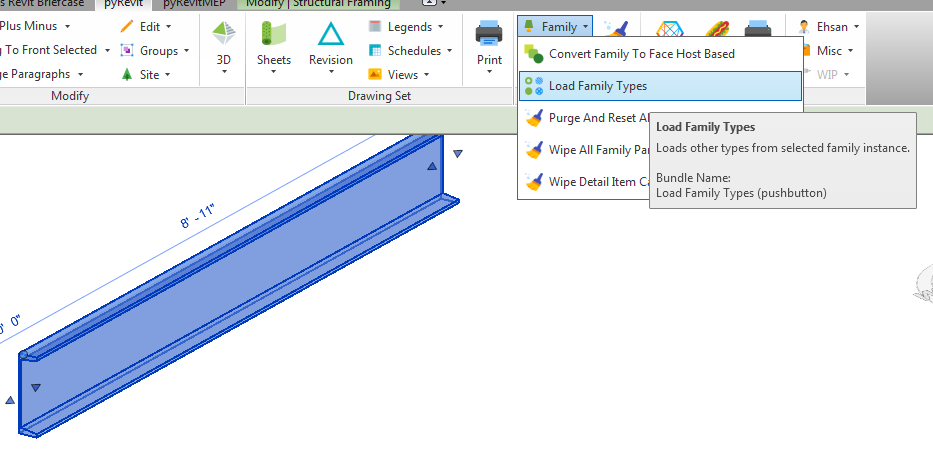 s Revit Briefcase pyRevit pyRevitMEP Modify | Structural Framing
Plus Minus Edit Legends Family Ehsan
g To Front Selected Groups 3D Sheets Revision Schedules Print Misc
ge Paragraphs Site Views WIP
Modify Drawing Set
Convert Family To Face Host Based
Load Family Types
Purge And Reset Al
Wipe All Family Par
Wipe Detail Item Ca
Load Family Types
Loads other types from selected family instance.
Bundle Name:
Load Family Types (pushbutton)
8' - 11"
0' 0"